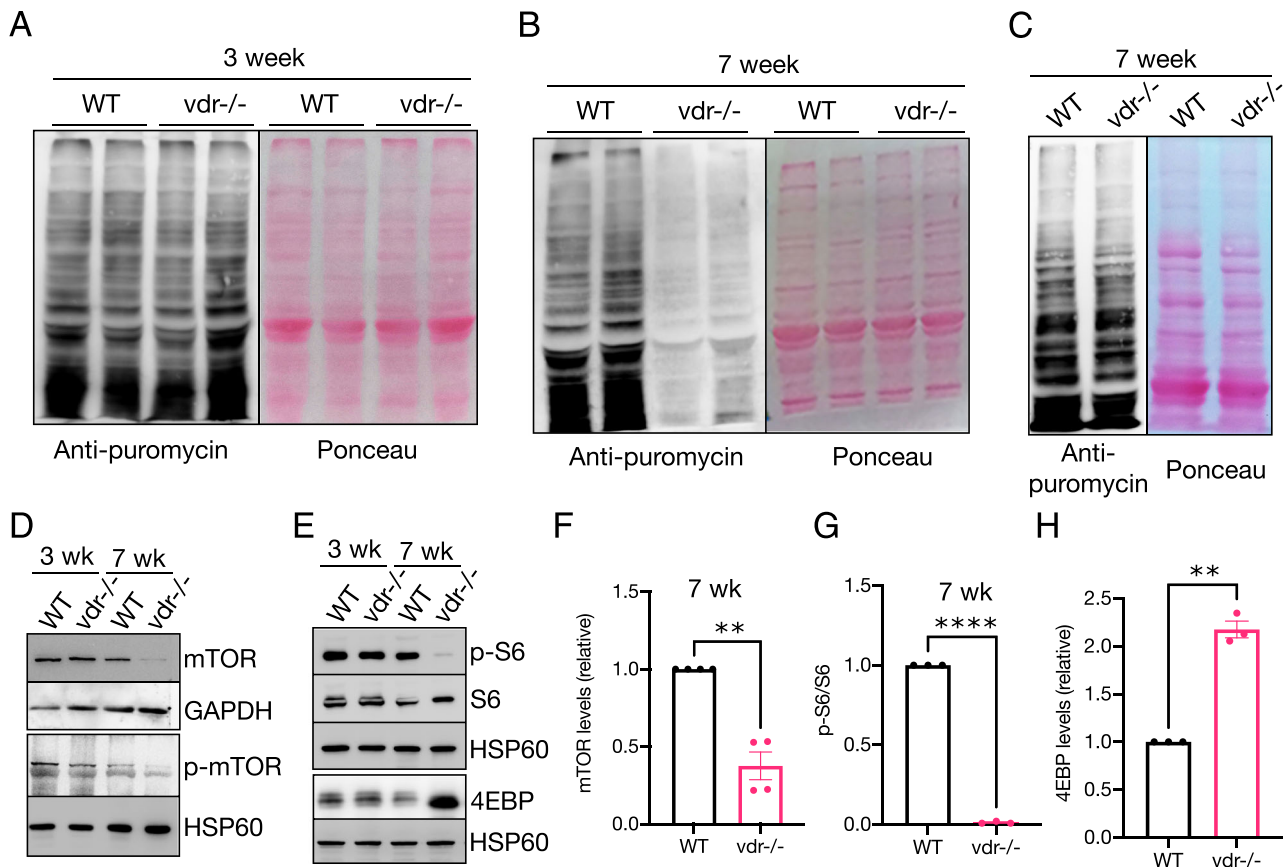 A
3 week
WT vdr-/- WT vdr-/-
Anti-puromycin Ponceau
B
7 week
WT vdr-/- WT vdr-/-
Anti-puromycin Ponceau
C
7 week
WT vdr-/- WT vdr-/-
Anti-
puromycin Ponceau
D
3 wk 7 wk
WT vdr-/- WT vdr-/-
mTOR
GAPDH
p-mTOR
HSP60
E
3 wk 7 wk
WT vdr-/- WT vdr-/-
p-S6
S6
HSP60
4EBP
HSP60
F
7 wk
**
mTOR levels (relative)
1.5
1.0
0.5
0.0
WT vdr-/-
G
7 wk
****
p-S6/S6
1.5
1.0
0.5
0.0
WT vdr-/-
H
**
4EBP levels (relative)
2.5
2.0
1.5
1.0
0.5
0.0
WT vdr-/-